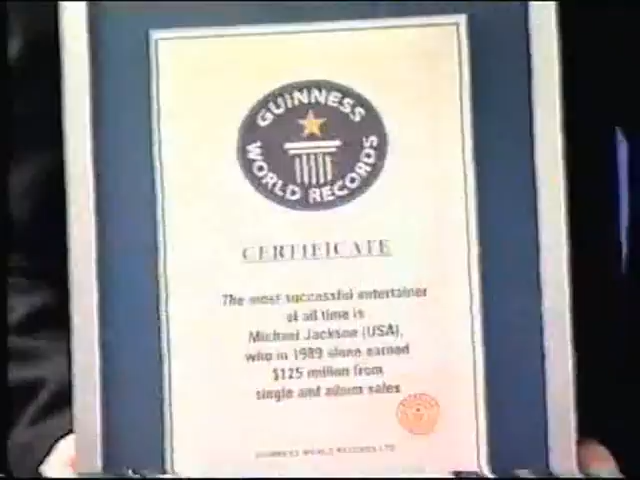 GUINNESS
WORLD RECORDS
CERTIFICATE
The most successful entertainer
of all time is
Michael Jackson (USA),
who in 1989 alone earned
$125 million from
single and album sales
GUINNESS WORLD RECORDS LTD